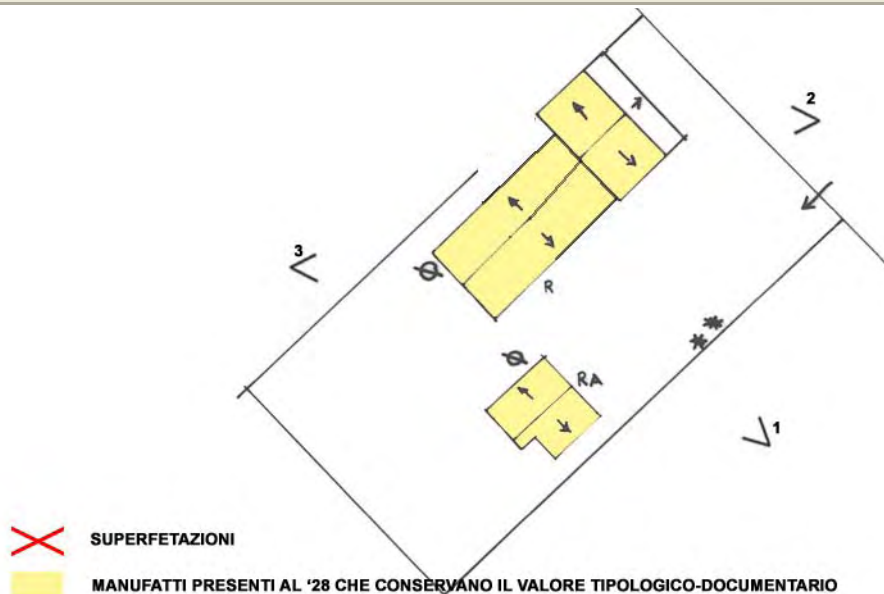 2
3
R
RA
1
SUPERFETAZIONI
MANUFATTI PRESENTI AL '28 CHE CONSERVANO IL VALORE TIPOLOGICO-DOCUMENTARIO